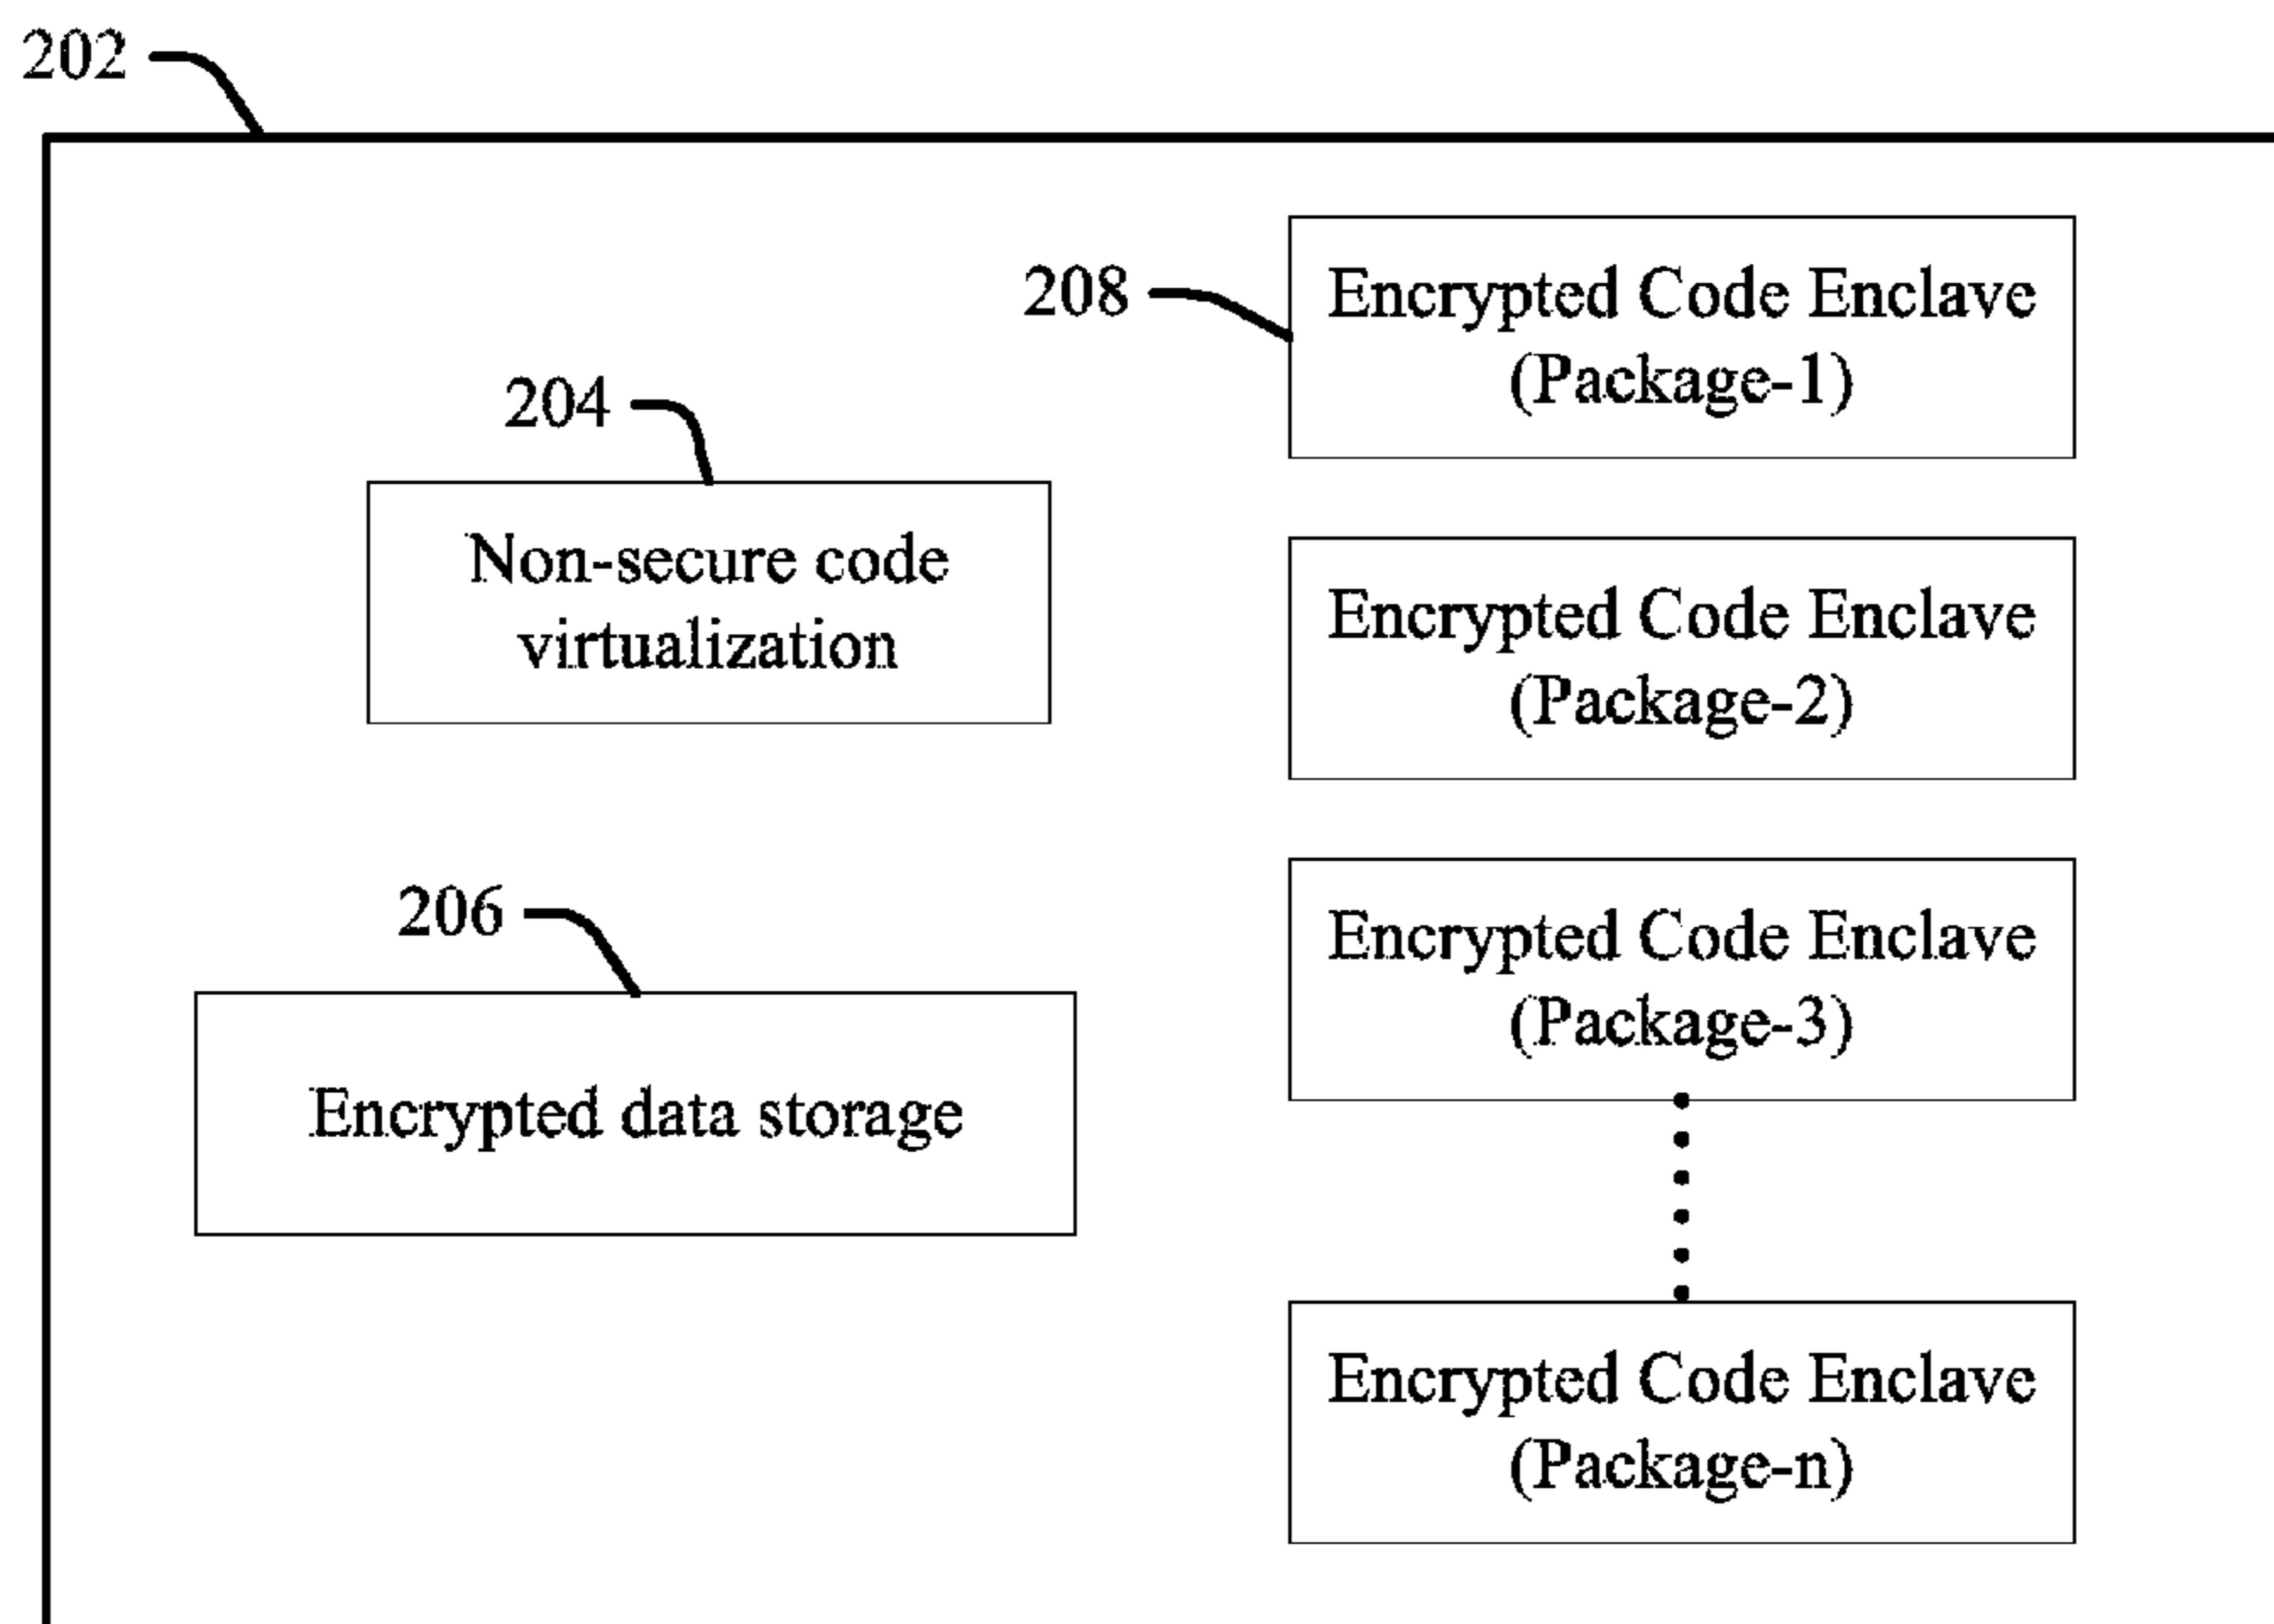 202
208
Encrypted Code Enclave
(Package-1)
204
Non-secure code
virtualization
Encrypted Code Enclave
(Package-2)
206
Encrypted data storage
Encrypted Code Enclave
(Package-3)
Encrypted Code Enclave
(Package-n)